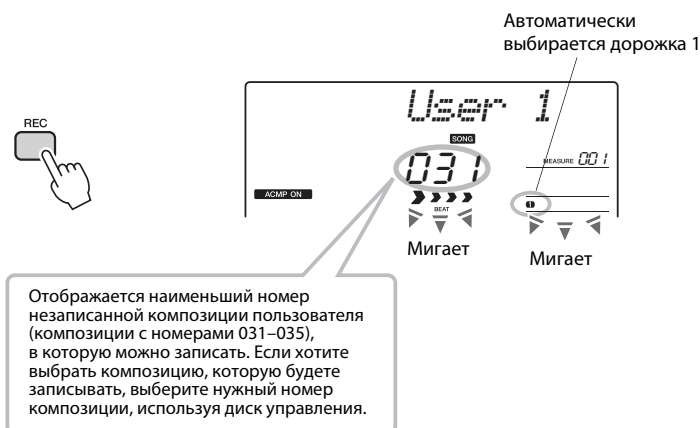 Автоматически
выбирается дорожка 1
REC
User 1
SONG
031
MEASURE 001
ACMP ON
BEAT
1
Мигает
Мигает
Отображается наименьший номер
незаписанной композиции пользователя
(композиции с номерами 031–035),
в которую можно записать. Если хотите
выбрать композицию, которую будете
записывать, выберите нужный номер
композиции, используя диск управления.